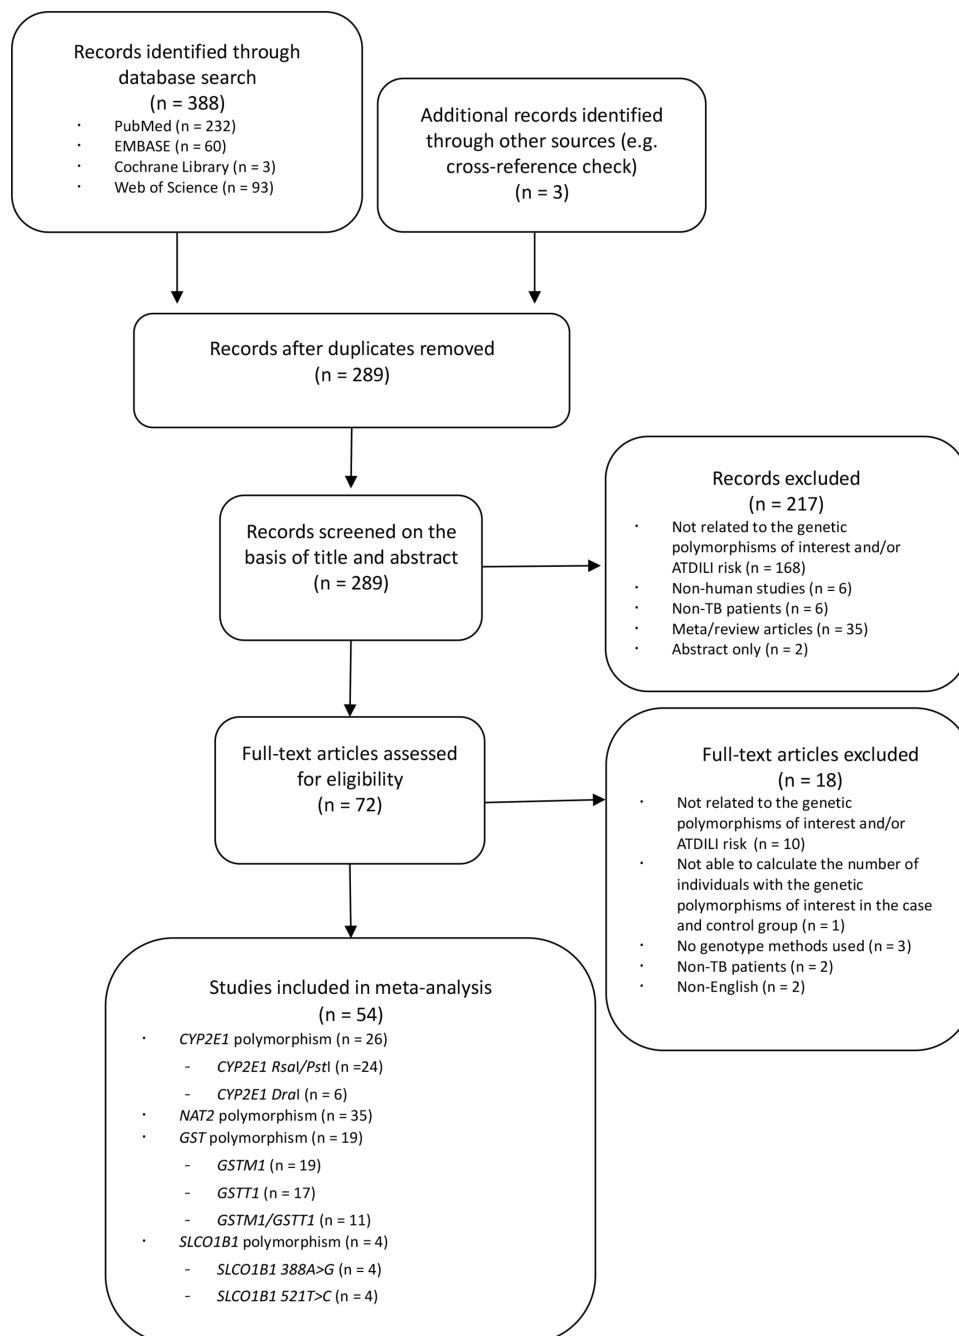 Records identified through
database search
(n = 388)
· PubMed (n = 232)
· EMBASE (n = 60)
· Cochrane Library (n = 3)
· Web of Science (n = 93)
Additional records identified
through other sources (e.g.
cross-reference check)
(n = 3)
Records after duplicates removed
(n = 289)
Records screened on the
basis of title and abstract
(n = 289)
Records excluded
(n = 217)
· Not related to the genetic
polymorphisms of interest and/or
ATDILI risk (n = 168)
· Non-human studies (n = 6)
· Non-TB patients (n = 6)
· Meta/review articles (n = 35)
· Abstract only (n = 2)
Full-text articles assessed
for eligibility
(n = 72)
Full-text articles excluded
(n = 18)
· Not related to the genetic
polymorphisms of interest and/or
ATDILI risk (n = 10)
· Not able to calculate the number of
individuals with the genetic
polymorphisms of interest in the case
and control group (n = 1)
· No genotype methods used (n = 3)
· Non-TB patients (n = 2)
· Non-English (n = 2)
Studies included in meta-analysis
(n = 54)
· CYP2E1 polymorphism (n = 26)
- CYP2E1 RsaI/PstI (n =24)
- CYP2E1 DraI (n = 6)
· NAT2 polymorphism (n = 35)
· GST polymorphism (n = 19)
- GSTM1 (n = 19)
- GSTT1 (n = 17)
- GSTM1/GSTT1 (n = 11)
· SLCO1B1 polymorphism (n = 4)
- SLCO1B1 388A>G (n = 4)
- SLCO1B1 521T>C (n = 4)